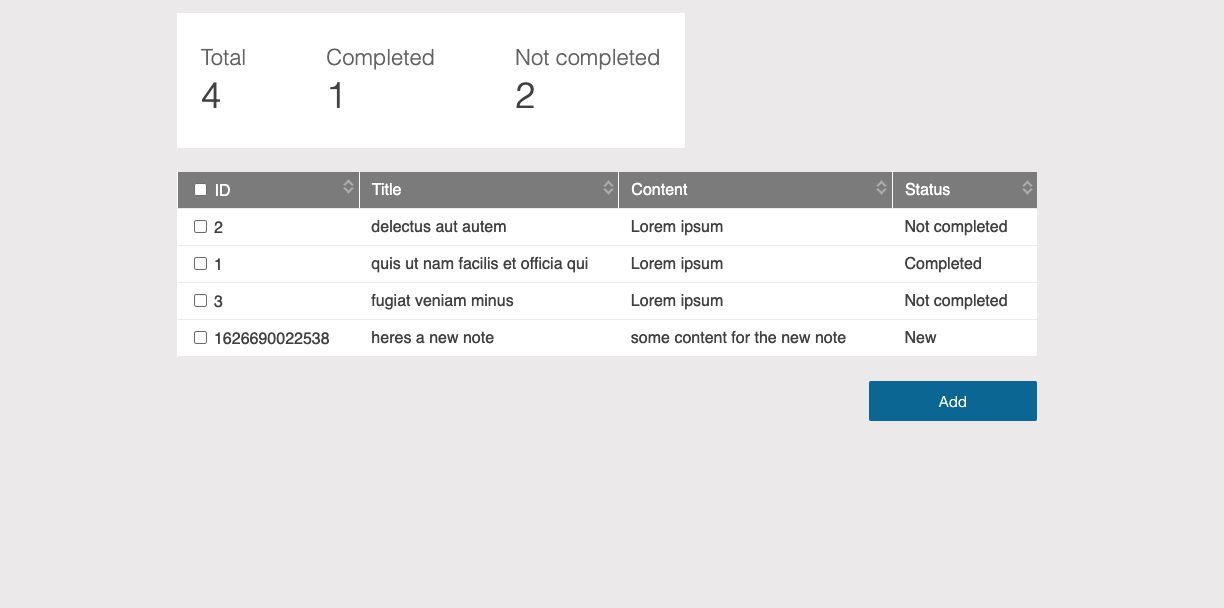 Total Completed Not completed
4 1 2
ID Title Content Status
2 delectus aut autem Lorem ipsum Not completed
1 quis ut nam facilis et officia qui Lorem ipsum Completed
3 fugiat veniam minus Lorem ipsum Not completed
1626690022538 heres a new note some content for the new note New
Add